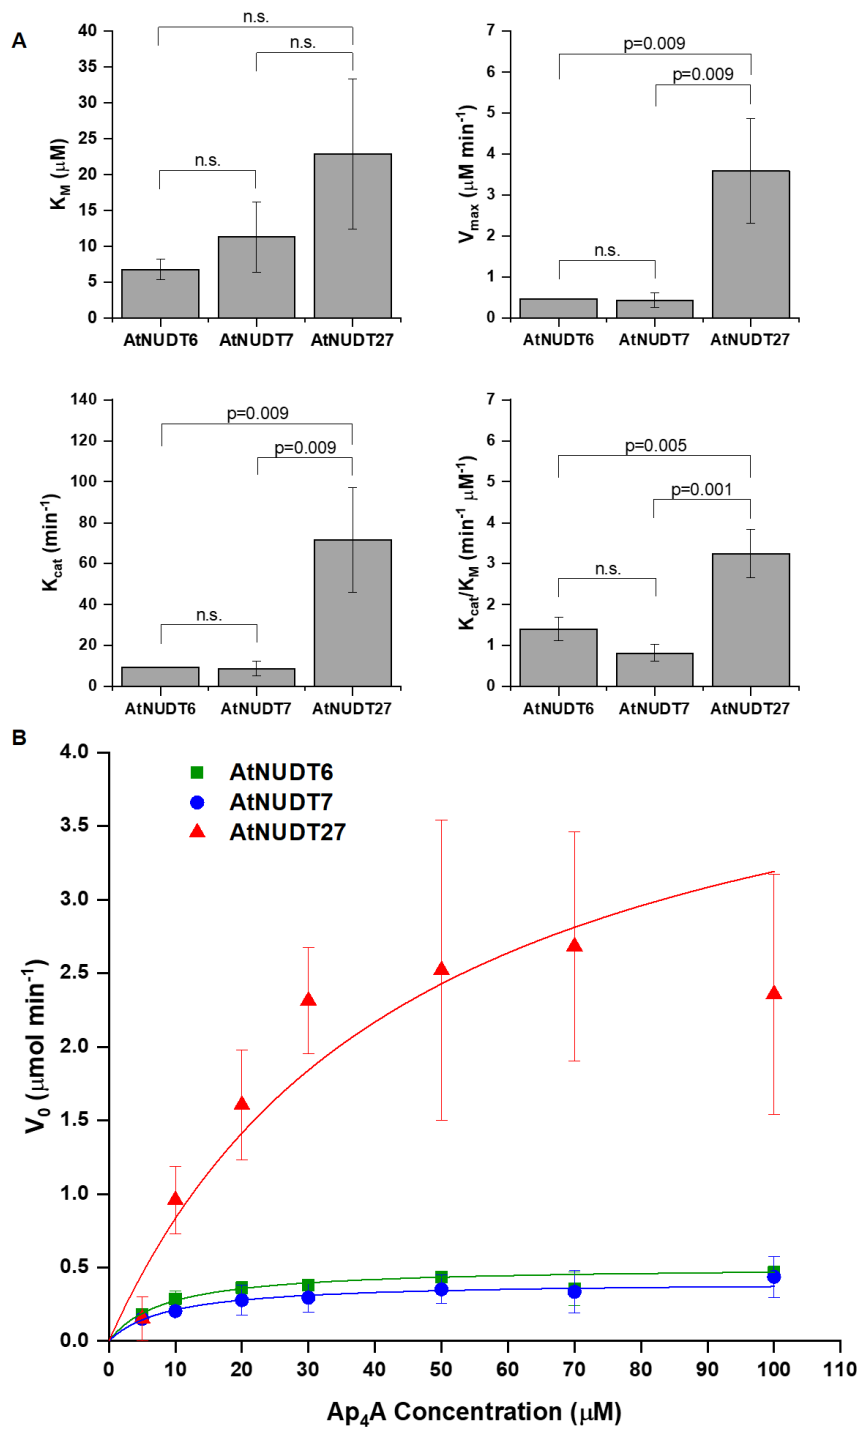 A
n.s.
n.s.
n.s.
40
35
30
25
20
15
10
5
0
K_M (μM)
AtNUDT6 AtNUDT7 AtNUDT27
p=0.009
p=0.009
n.s.
7
6
5
4
3
2
1
0
V_max (μM min⁻¹)
AtNUDT6 AtNUDT7 AtNUDT27
p=0.009
p=0.009
n.s.
140
120
100
80
60
40
20
0
K_cat (min⁻¹)
AtNUDT6 AtNUDT7 AtNUDT27
p=0.005
p=0.001
n.s.
7
6
5
4
3
2
1
0
K_cat/K_M (min⁻¹ μM⁻¹)
AtNUDT6 AtNUDT7 AtNUDT27
B
AtNUDT6
AtNUDT7
AtNUDT27
4.0
3.5
3.0
2.5
2.0
1.5
1.0
0.5
0.0
V₀ (μmol min⁻¹)
0 10 20 30 40 50 60 70 80 90 100 110
Ap₄A Concentration (μM)